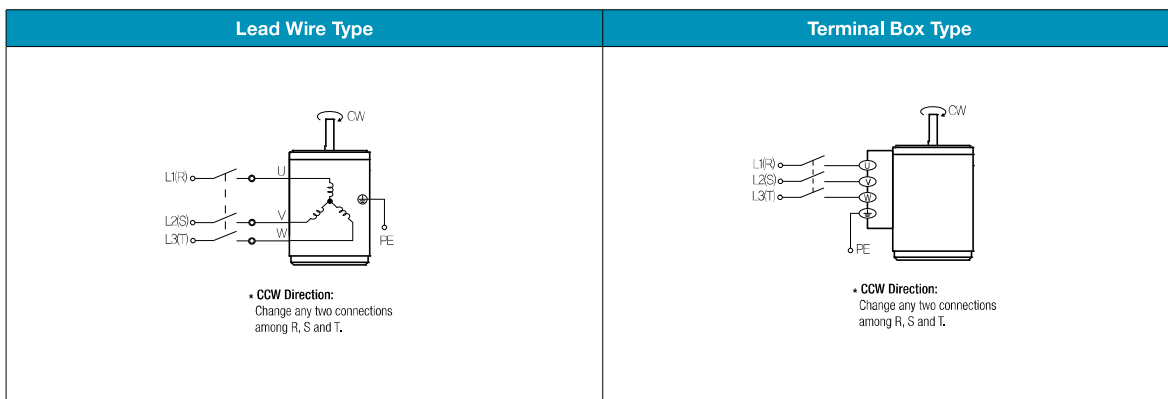 Lead Wire Type
Terminal Box Type
CW
L1(R)
U
L2(S)
V
L3(T)
W
PE
* CCW Direction:
Change any two connections
among R, S and T.
CW
L1(R)
U
L2(S)
V
L3(T)
W
PE
* CCW Direction:
Change any two connections
among R, S and T.